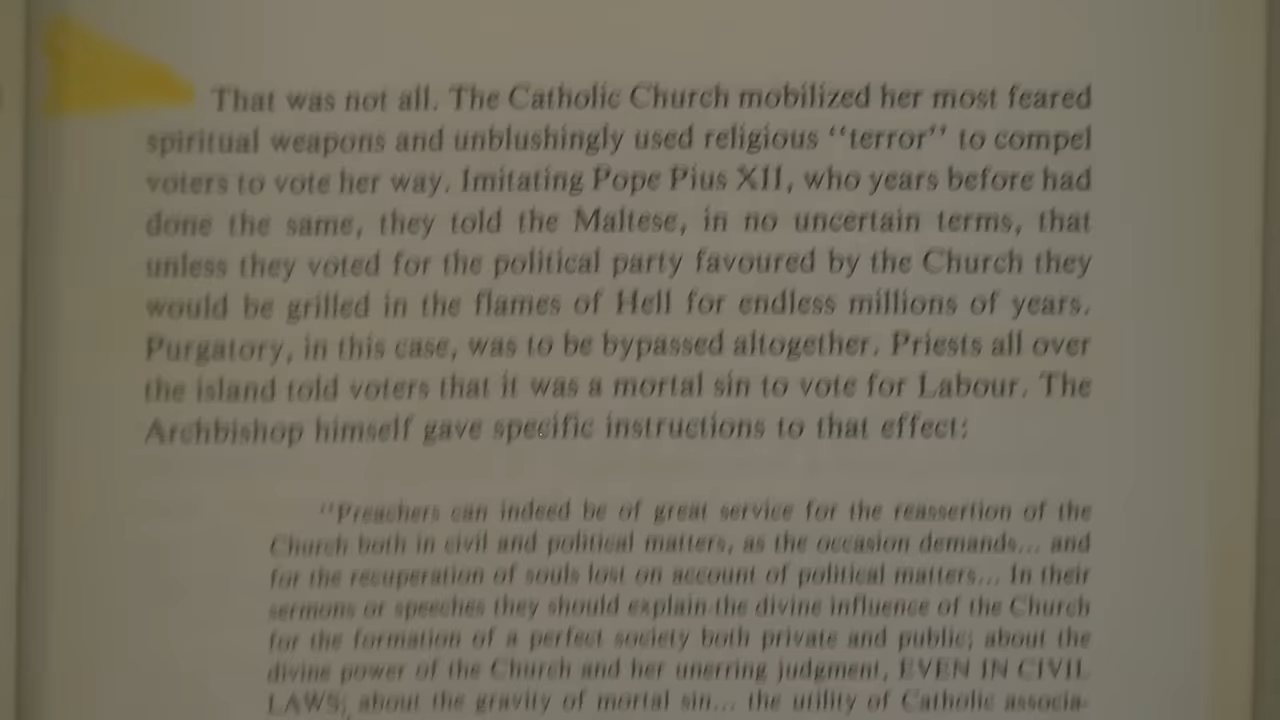 That was not all. The Catholic Church mobilized her most feared
spiritual weapons and unblushingly used religious “terror” to compel
voters to vote her way. Imitating Pope Pius XII, who years before had
done the same, they told the Maltese, in no uncertain terms, that
unless they voted for the political party favoured by the Church they
would be grilled in the flames of Hell for endless millions of years.
Purgatory, in this case, was to be bypassed altogether. Priests all over
the island told voters that it was a mortal sin to vote for Labour. The
Archbishop himself gave specific instructions to that effect:
“Preachers can indeed be of great service for the reassertion of the
Church both in civil and political matters, as the occasion demands... and
for the recuperation of souls lost on account of political matters... In their
sermons or speeches they should explain the divine influence of the Church
for the formation of a perfect society both private and public; about the
divine power of the Church and her unerring judgment, EVEN IN CIVIL
LAWS; about the gravity of mortal sin... the utility of Catholic associa-